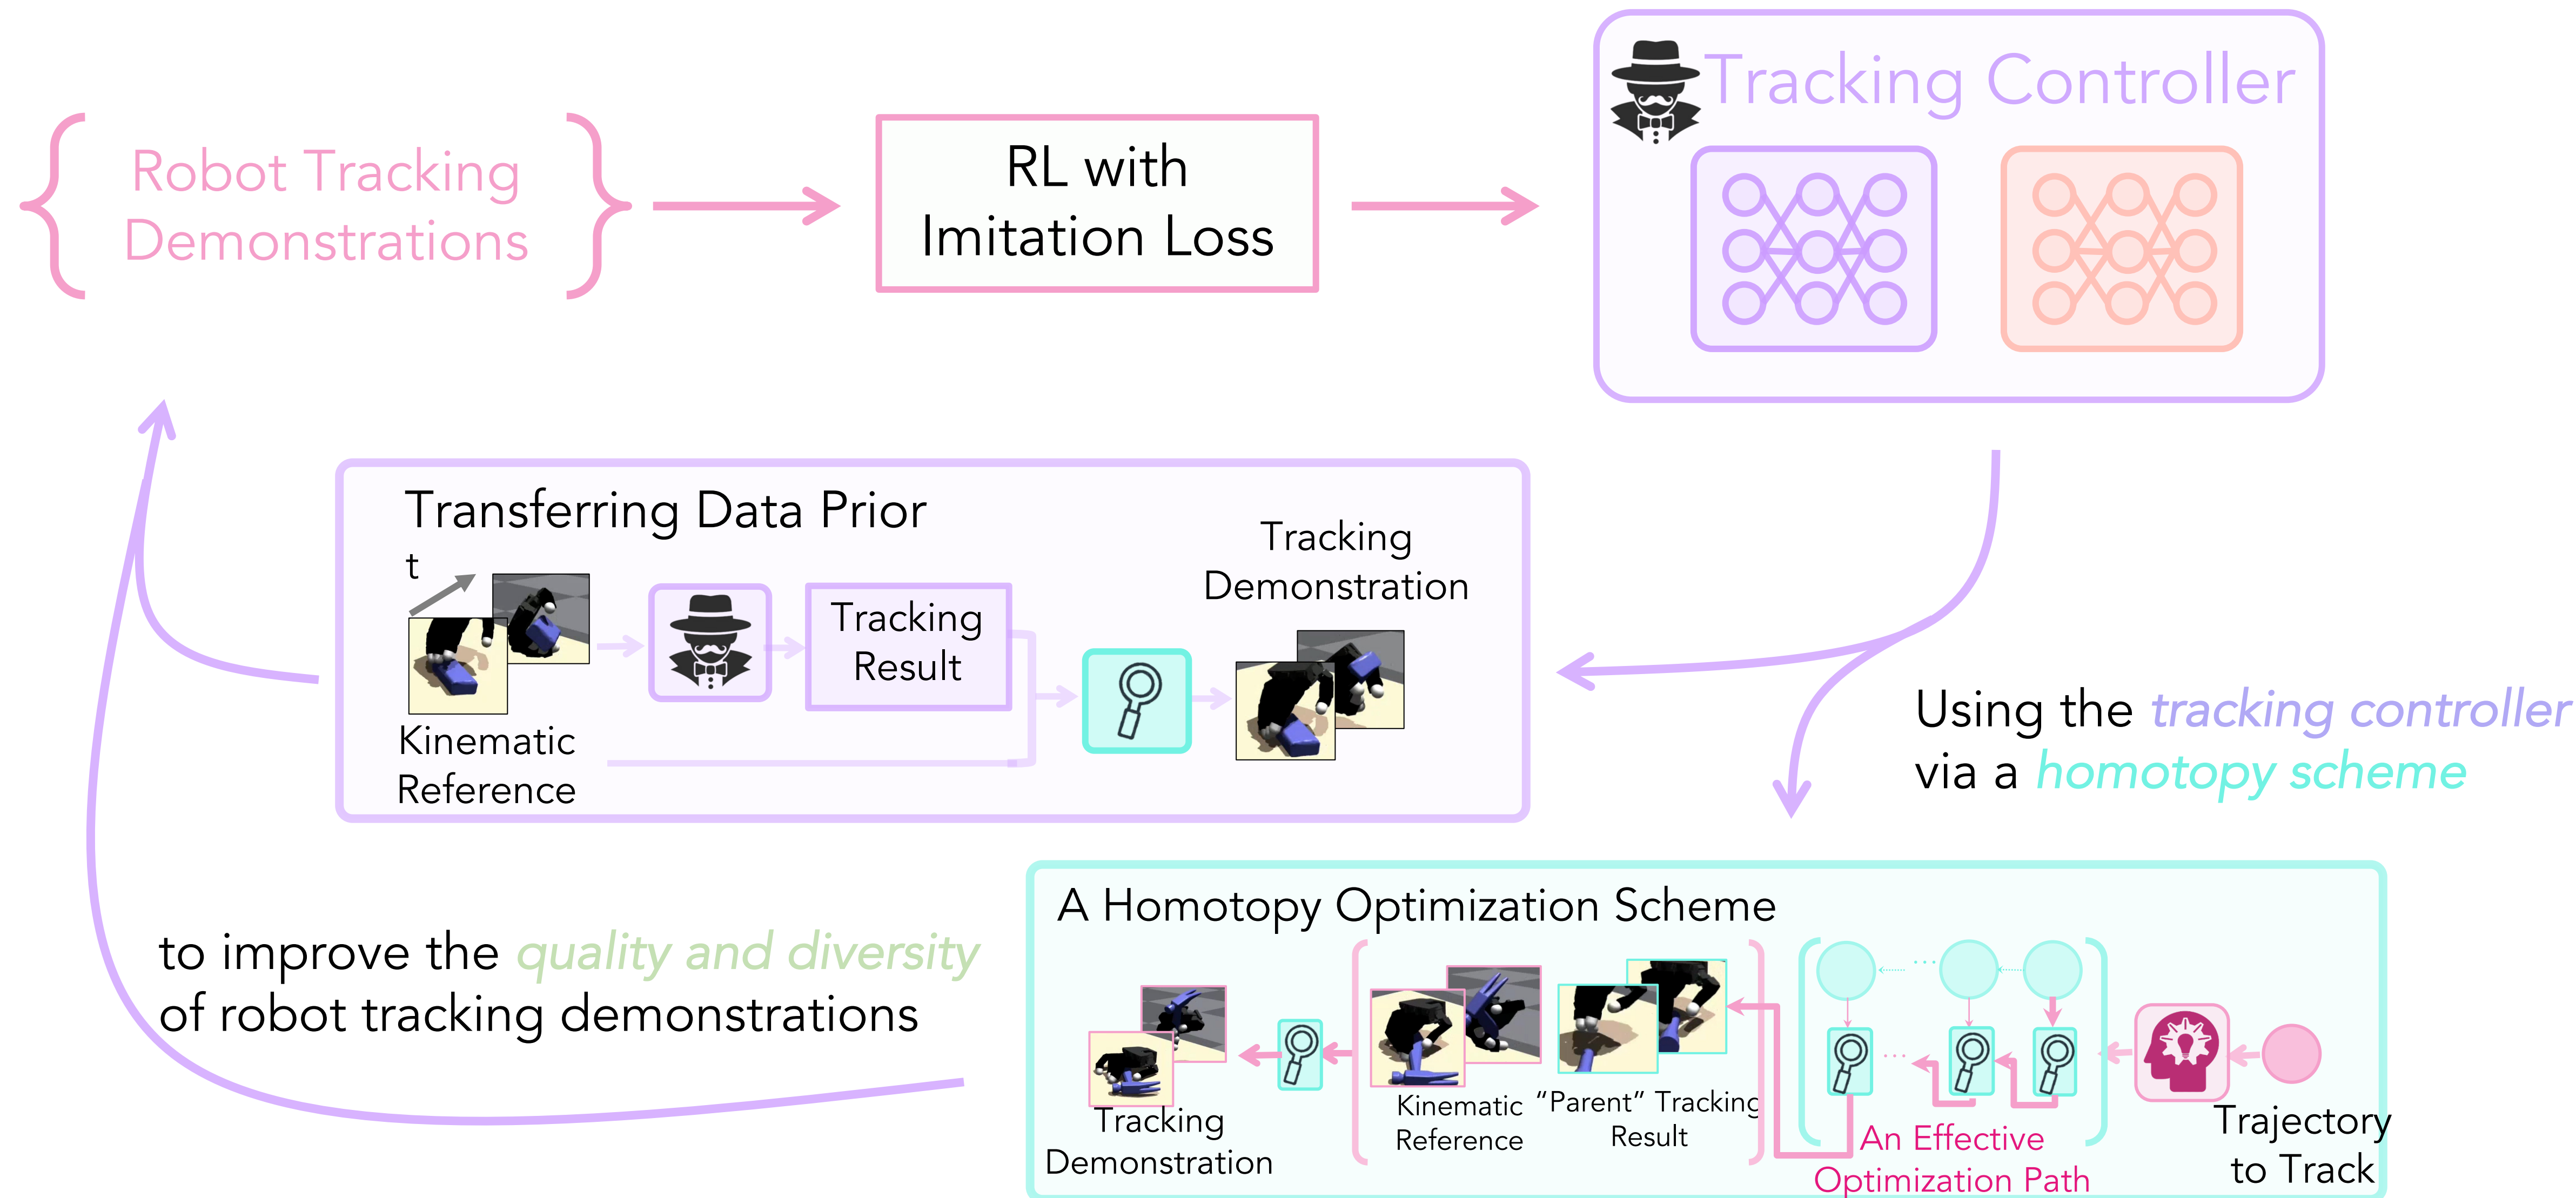 Robot Tracking
Demonstrations
RL with
Imitation Loss
Tracking Controller
Transferring Data Prior
t
Kinematic
Reference
Tracking
Result
Tracking
Demonstration
Using the tracking controller
via a homotopy scheme
to improve the quality and diversity
of robot tracking demonstrations
A Homotopy Optimization Scheme
Tracking
Demonstration
Kinematic
Reference
“Parent” Tracking
Result
...
...
An Effective
Optimization Path
Trajectory
to Track